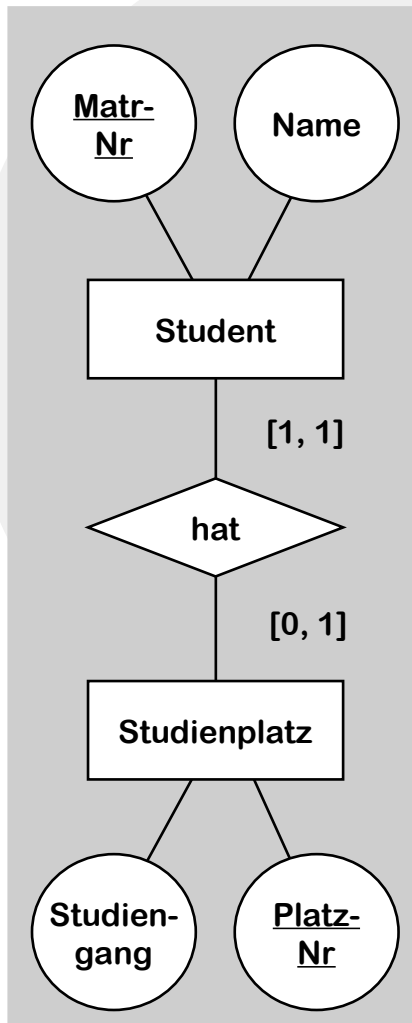 Matr-
Nr
Name
Student
[1, 1]
hat
[0, 1]
Studienplatz
Studien-
gang
Platz-
Nr